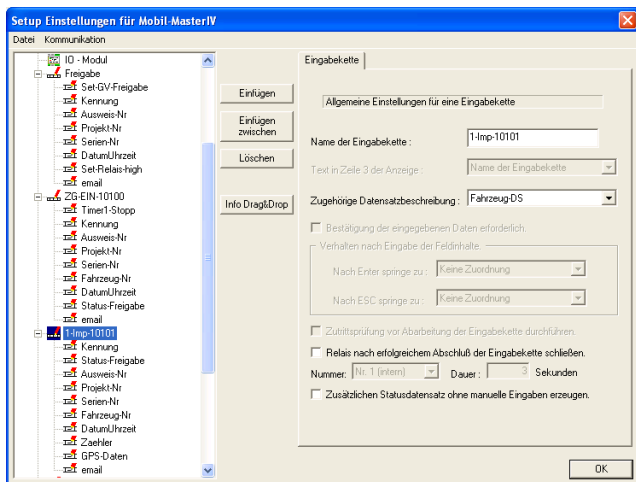 Setup Einstellungen für Mobil-MasterIV
Datei Kommunikation
IO - Modul
Freigabe
Set-GV-Freigabe
Kennung
Ausweis-Nr
Projekt-Nr
Serien-Nr
DatumUhrzeit
Set-Relais-high
email
ZG-EIN-10100
Timer1-Stopp
Kennung
Ausweis-Nr
Projekt-Nr
Serien-Nr
Fahrzeug-Nr
DatumUhrzeit
Status-Freigabe
email
1-Imp-10101
Kennung
Status-Freigabe
Ausweis-Nr
Projekt-Nr
Serien-Nr
Fahrzeug-Nr
DatumUhrzeit
Zaehler
GPS-Daten
email
Einfügen
Einfügen
zwischen
Löschen
Info Drag&Drop
Eingabekette
Allgemeine Einstellungen für eine Eingabekette
Name der Eingabekette : 1-Imp-10101
Text in Zeile 3 der Anzeige : Name der Eingabekette
Zugehörige Datensatzbeschreibung : Fahrzeug-DS
Bestätigung der eingegebenen Daten erforderlich.
Verhalten nach Eingabe der Feldinhalte.
Nach Enter springe zu : Keine Zuordnung
Nach ESC springe zu : Keine Zuordnung
Zutrittsprüfung vor Abarbeitung der Eingabekette durchführen.
Relais nach erfolgreichem Abschluß der Eingabekette schließen.
Nummer: Nr. 1 (intern) Dauer : 3 Sekunden
Zusätzlichen Statusdatensatz ohne manuelle Eingaben erzeugen.
OK